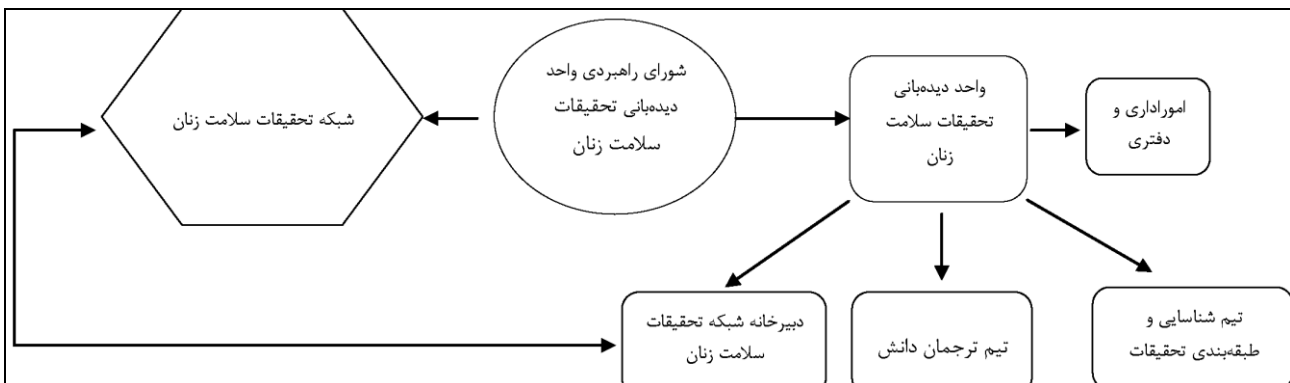 شورای راهبردی واحد
دیده‌بانی تحقیقات
سلامت زنان
شبکه تحقیقات سلامت زنان
واحد دیده‌بانی
تحقیقات سلامت
زنان
اموراداری و
دفتری
تیم شناسایی و
طبقه‌بندی تحقیقات
تیم ترجمان دانش
دبیرخانه شبکه تحقیقات
سلامت زنان